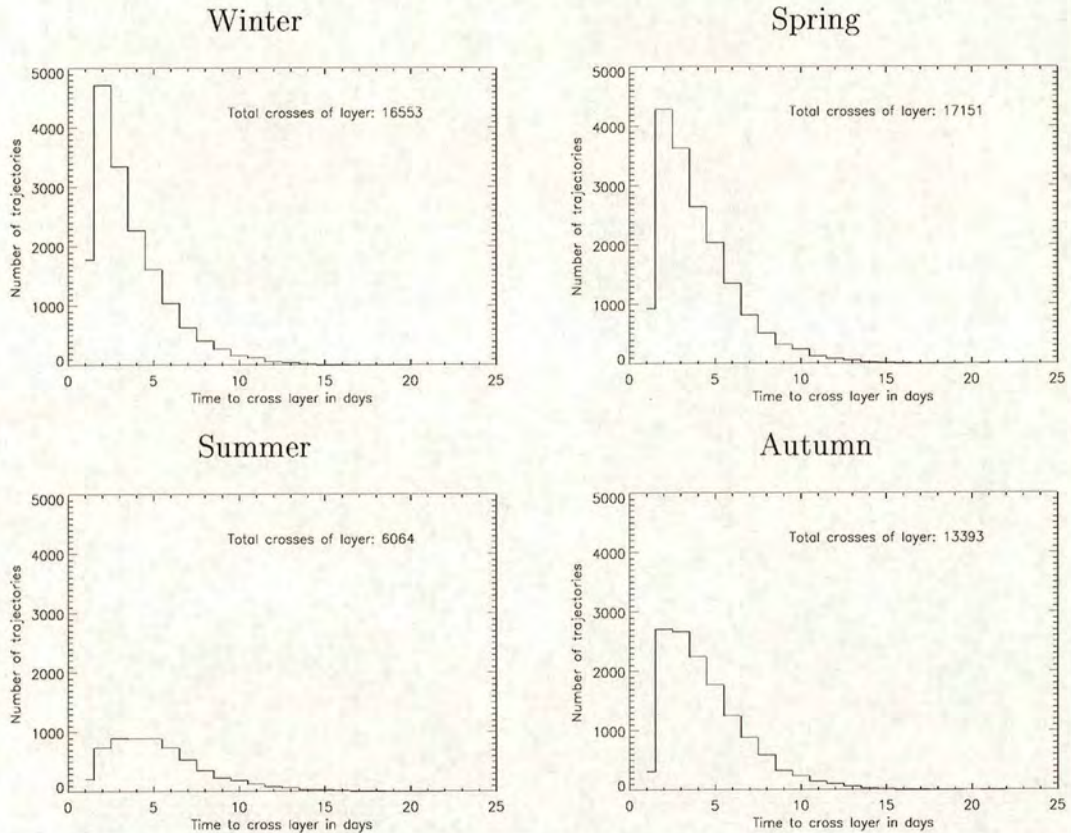 Winter
5000
4000
3000
2000
1000
0
Number of trajectories
Total crosses of layer: 16553
0 5 10 15 20 25
Time to cross layer in days
Spring
5000
4000
3000
2000
1000
0
Number of trajectories
Total crosses of layer: 17151
0 5 10 15 20 25
Time to cross layer in days
Summer
5000
4000
3000
2000
1000
0
Number of trajectories
Total crosses of layer: 6064
0 5 10 15 20 25
Time to cross layer in days
Autumn
5000
4000
3000
2000
1000
0
Number of trajectories
Total crosses of layer: 13393
0 5 10 15 20 25
Time to cross layer in days